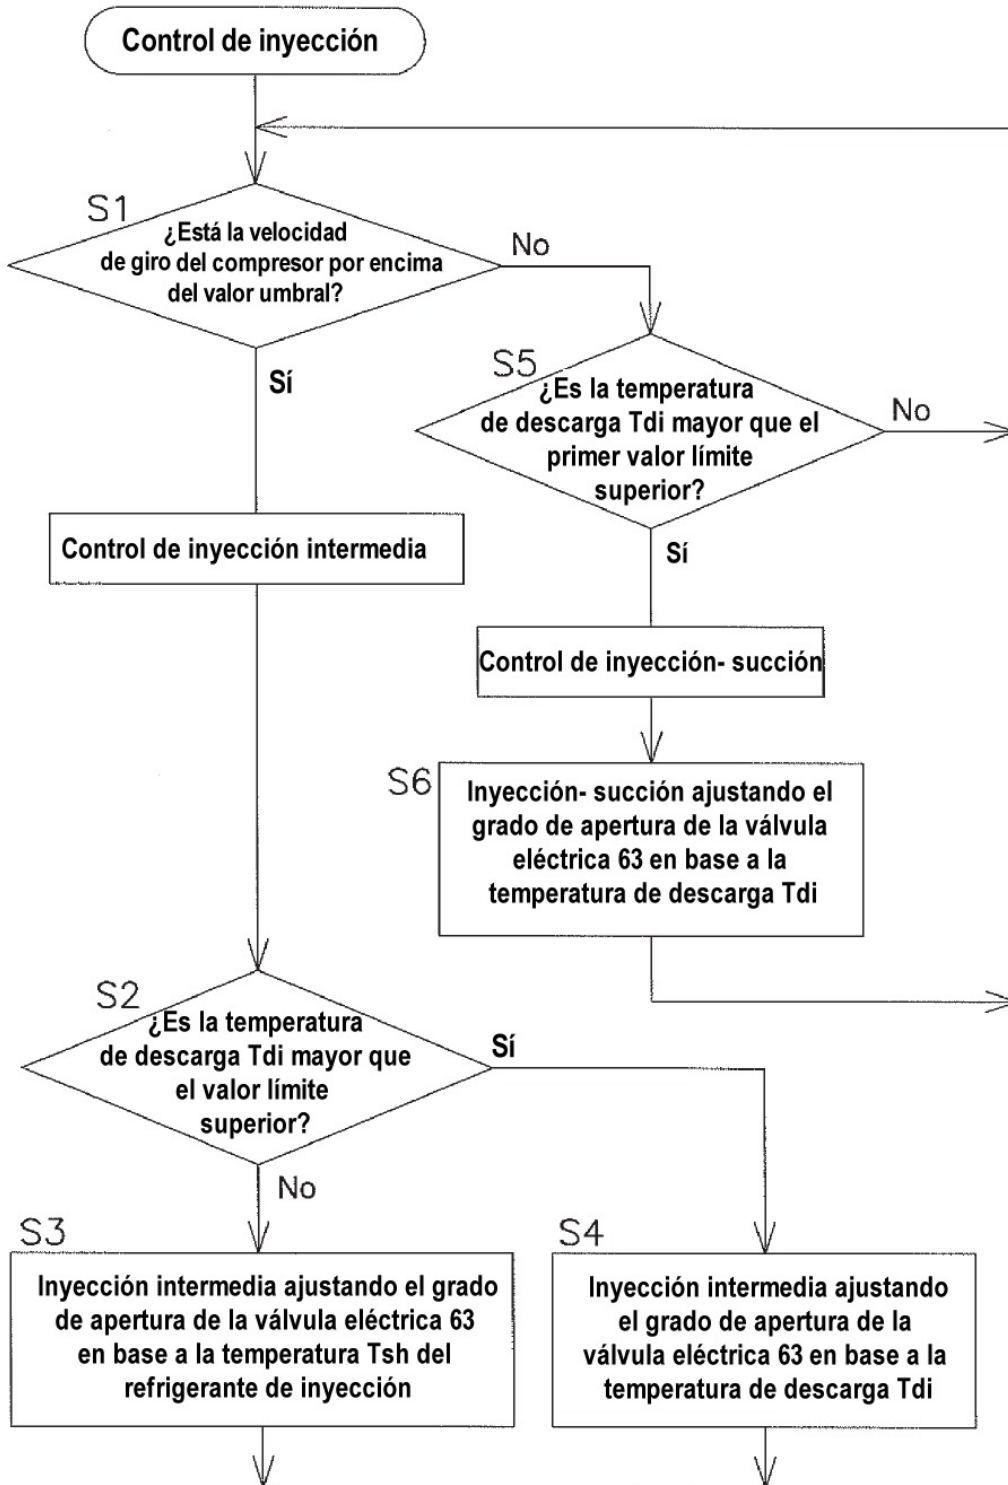 Control de inyección
S1
¿Está la velocidad
de giro del compresor por encima
del valor umbral?
No
Sí
S5
¿Es la temperatura
de descarga Tdi mayor que el
primer valor límite
superior?
No
Sí
Control de inyección intermedia
Control de inyección- succión
S6
Inyección- succión ajustando el
grado de apertura de la válvula
eléctrica 63 en base a la
temperatura de descarga Tdi
S2
¿Es la temperatura
de descarga Tdi mayor que
el valor límite
superior?
Sí
No
S3
Inyección intermedia ajustando el grado
de apertura de la válvula eléctrica 63
en base a la temperatura Tsh del
refrigerante de inyección
S4
Inyección intermedia ajustando
el grado de apertura de la
válvula eléctrica 63 en base a la
temperatura de descarga Tdi